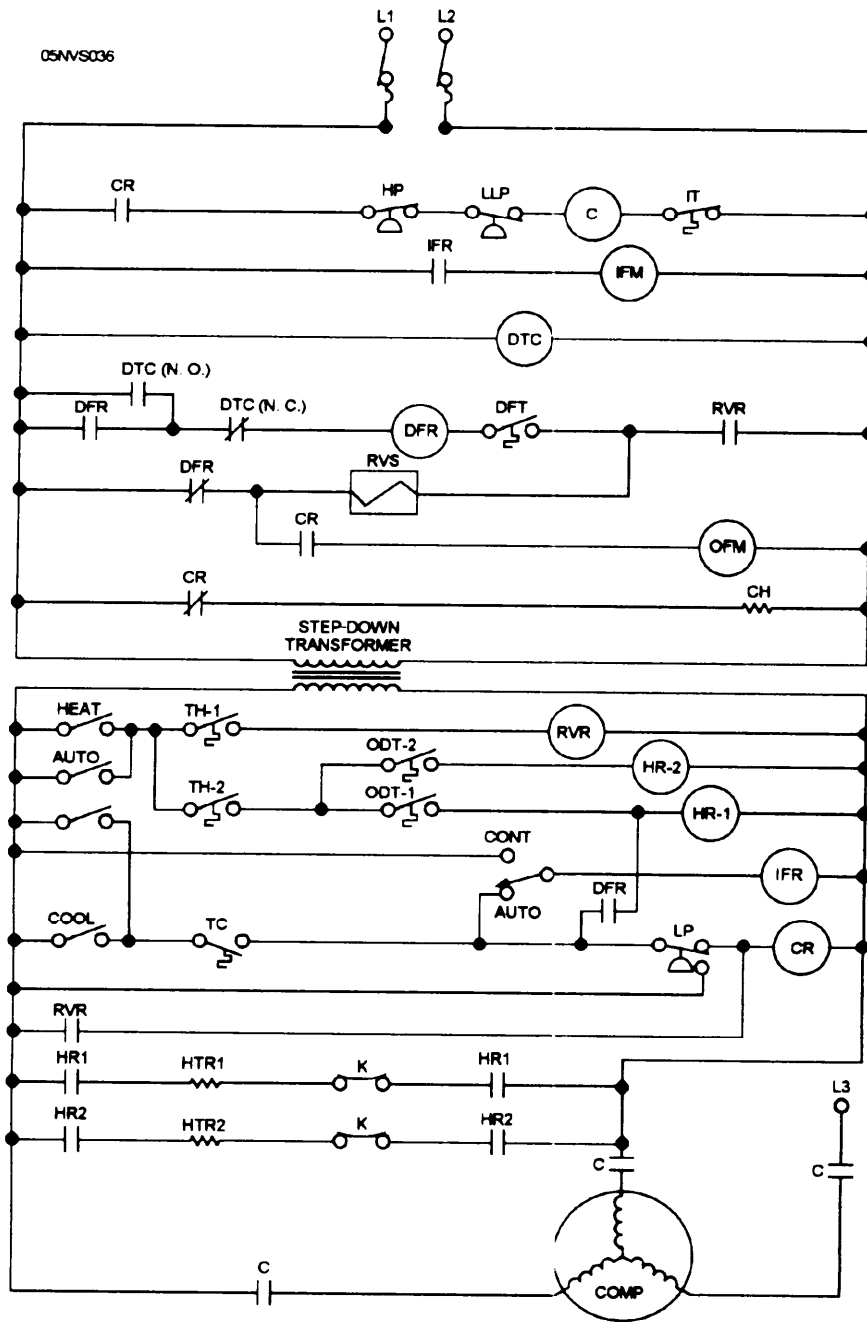 L1 L2
05NVS036
CR HP LLP C IT
IFR IFM
DTC
DTC (N. O.)
DFR DTC (N. C.) DFR DFT RVR
DFR RVS
CR OFM
CR CH
STEP-DOWN
TRANSFORMER
HEAT TH-1 RVR
AUTO ODT-2 HR-2
TH-2 ODT-1 HR-1
CONT
IFR
AUTO DFR
COOL TC LP CR
RVR
HR1 HTR1 K HR1 L3
HR2 HTR2 K HR2
C C
C COMP